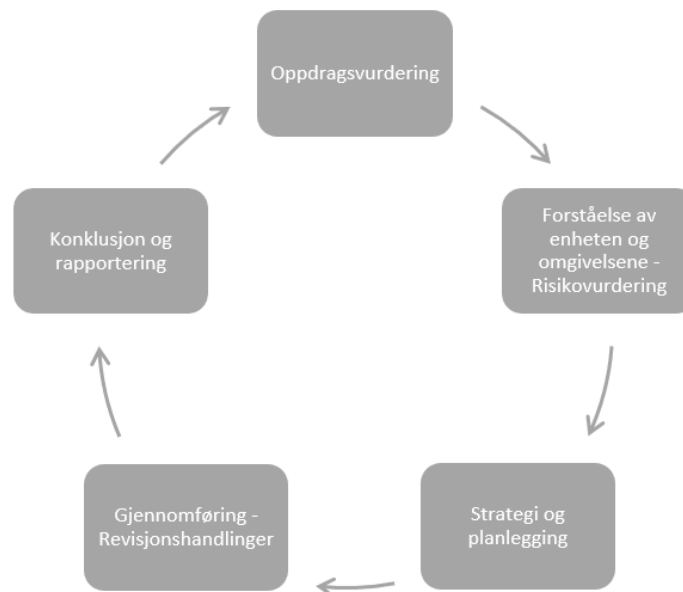 Oppdragsvurdering
Forståelse av
enheten og
omgivelsene -
Risikovurdering
Strategi og
planlegging
Gjennomføring -
Revisjonshandlinger
Konklusjon og
rapportering